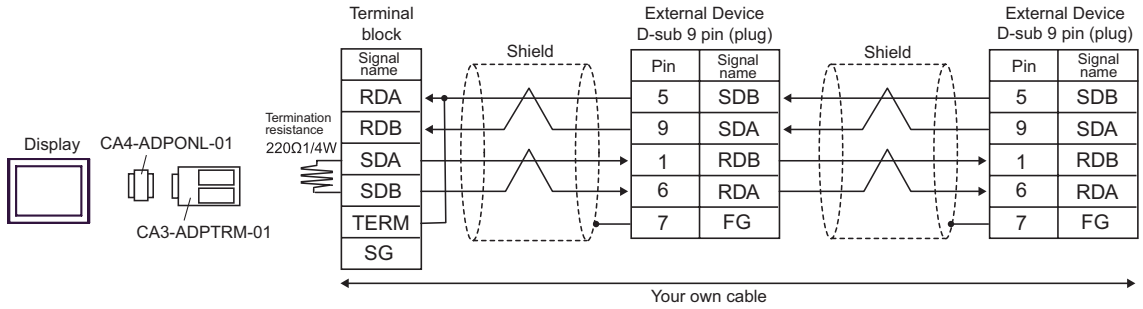 Terminal
block
External Device
D-sub 9 pin (plug)
External Device
D-sub 9 pin (plug)
Shield
Shield
Signal
name
Pin
Signal
name
Pin
Signal
name
RDA
5
SDB
5
SDB
RDB
9
SDA
9
SDA
SDA
1
RDB
1
RDB
SDB
6
RDA
6
RDA
TERM
7
FG
7
FG
SG
Termination
resistance
220Ω1/4W
Display
CA4-ADPONL-01
CA3-ADPTRM-01
Your own cable